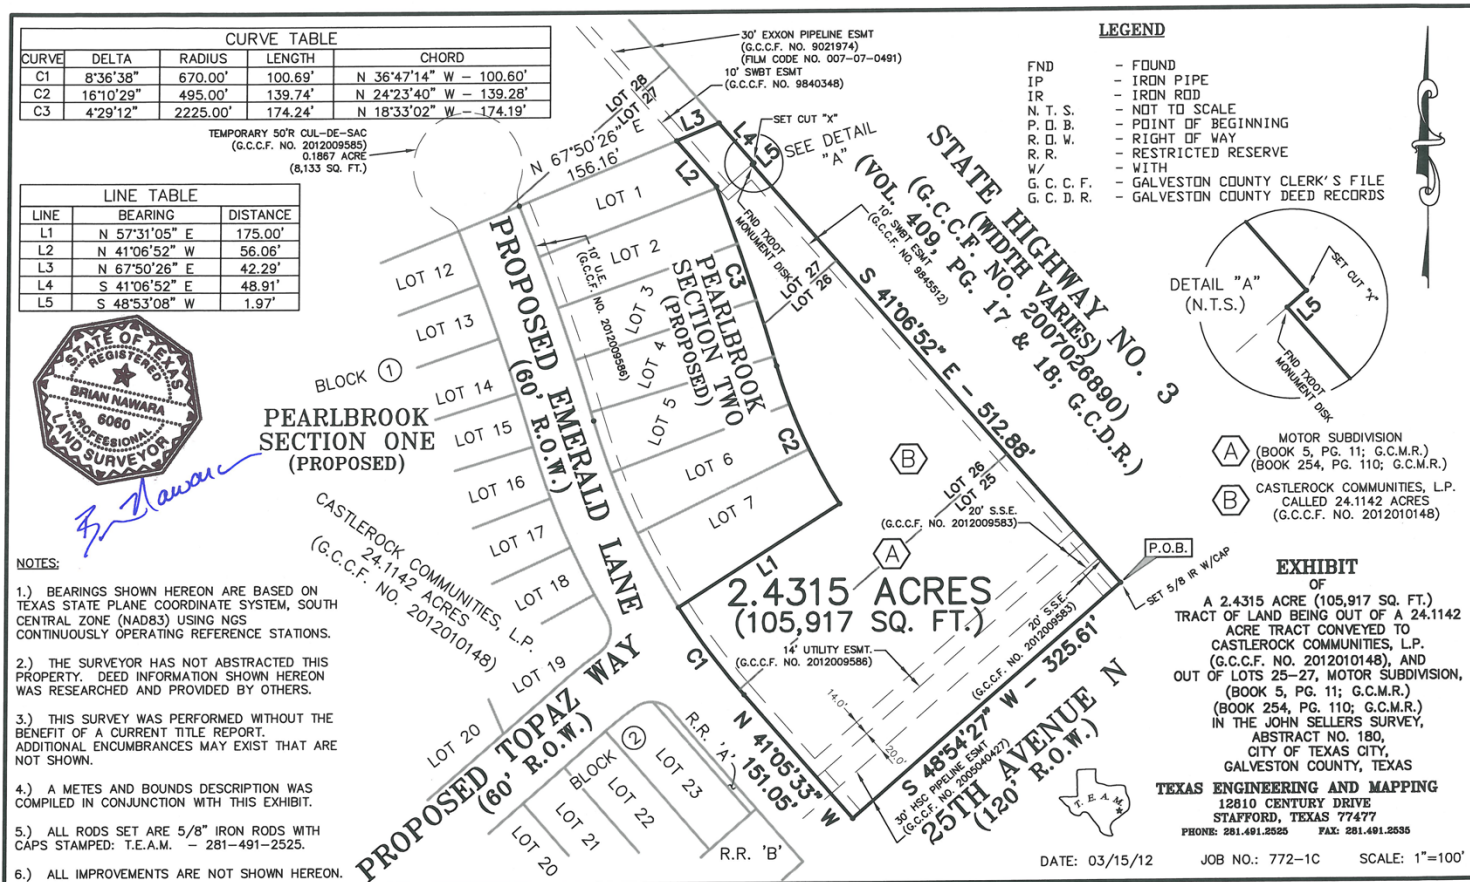 CURVE TABLE
CURVE DELTA RADIUS LENGTH CHORD
C1 8°36'38" 670.00' 100.69' N 36°47'14" W - 100.60'
C2 16°10'29" 495.00' 139.74' N 24°23'40" W - 139.28'
C3 4°29'12" 2225.00' 174.24' N 18°33'02" W - 174.19'
TEMPORARY 50'R CUL-DE-SAC
(G.C.C.F. NO. 2012009585)
0.1867 ACRE
(8,133 SQ. FT.)
LINE TABLE
LINE BEARING DISTANCE
L1 N 57°31'05" E 175.00'
L2 N 41°06'52" W 56.06'
L3 N 67°50'26" E 42.29'
L4 S 41°06'52" E 48.91'
L5 S 48°53'08" W 1.97'
STATE OF TEXAS
REGISTERED
BRIAN NAWARA
6060
PROFESSIONAL
LAND SURVEYOR
NOTES:
1.) BEARINGS SHOWN HEREON ARE BASED ON
TEXAS STATE PLANE COORDINATE SYSTEM, SOUTH
CENTRAL ZONE (NAD83) USING NGS
CONTINUOUSLY OPERATING REFERENCE STATIONS.
2.) THE SURVEYOR HAS NOT ABSTRACTED THIS
PROPERTY. DEED INFORMATION SHOWN HEREON
WAS RESEARCHED AND PROVIDED BY OTHERS.
3.) THIS SURVEY WAS PERFORMED WITHOUT THE
BENEFIT OF A CURRENT TITLE REPORT.
ADDITIONAL ENCUMBRANCES MAY EXIST THAT ARE
NOT SHOWN.
4.) A METES AND BOUNDS DESCRIPTION WAS
COMPILED IN CONJUNCTION WITH THIS EXHIBIT.
5.) ALL RODS SET ARE 5/8" IRON RODS WITH
CAPS STAMPED: T.E.A.M. - 281-491-2525.
6.) ALL IMPROVEMENTS ARE NOT SHOWN HEREON.
30' EXXON PIPELINE ESMT
(G.C.C.F. NO. 9021974)
(FILM CODE NO. 007-07-0491)
10' SWBT ESMT
(G.C.C.F. NO. 9840348)
LOT 28
LOT 27
N 67°50'26" E
156.16'
L3
L4
L5
SET CUT "X"
SEE DETAIL
"A"
L2
LOT 1
LOT 2
LOT 3
LOT 4
LOT 5
LOT 6
LOT 7
10' U.E.
(G.C.C.F. NO. 2012009586)
PEARLBROOK
SECTION TWO
(PROPOSED)
C3
C2
FND TXDOT
MONUMENT DISK
LOT 27
LOT 26
10' SWBT ESMT
(G.C.C.F. NO. 9845512)
STATE HIGHWAY NO. 3
(WIDTH VARIES)
(G.C.C.F. NO. 2007026890)
(VOL. 409, PG. 17 & 18; G.C.D.R.)
S 41°06'52" E - 512.88'
LOT 12
LOT 13
LOT 14
LOT 15
LOT 16
LOT 17
LOT 18
LOT 19
LOT 20
BLOCK 1
PEARLBROOK
SECTION ONE
(PROPOSED)
PROPOSED EMERALD LANE
(60' R.O.W.)
CASTLEROCK COMMUNITIES, L.P.
24.1142 ACRES
(G.C.C.F. NO. 2012010148)
PROPOSED TOPAZ WAY
(60' R.O.W.)
BLOCK 2
LOT 20
LOT 21
LOT 22
LOT 23
R.R. 'A'
R.R. 'B'
B
LOT 26
LOT 25
20' S.S.E.
(G.C.C.F. NO. 2012009583)
A
L1
2.4315 ACRES
(105,917 SQ. FT.)
14' UTILITY ESMT.
(G.C.C.F. NO. 2012009586)
20' S.S.E.
(G.C.C.F. NO. 2012009583)
C1
N 41°05'33" W
151.05'
14.0'
20.0'
S 48°54'27" W - 325.61'
30' HSC PIPELINE ESMT
(G.C.C.F. NO. 2005040427)
25TH AVENUE N
(120' R.O.W.)
P.O.B.
SET 5/8 IR W/CAP
LEGEND
FND - FOUND
IP - IRON PIPE
IR - IRON ROD
N.T.S. - NOT TO SCALE
P.O.B. - POINT OF BEGINNING
R.O.W. - RIGHT OF WAY
R.R. - RESTRICTED RESERVE
W/ - WITH
G.C.C.F. - GALVESTON COUNTY CLERK'S FILE
G.C.D.R. - GALVESTON COUNTY DEED RECORDS
DETAIL "A"
(N.T.S.)
SET CUT "X"
L5
FND TXDOT
MONUMENT DISK
A MOTOR SUBDIVISION
(BOOK 5, PG. 11; G.C.M.R.)
(BOOK 254, PG. 110; G.C.M.R.)
B CASTLEROCK COMMUNITIES, L.P.
CALLED 24.1142 ACRES
(G.C.C.F. NO. 2012010148)
EXHIBIT
OF
A 2.4315 ACRE (105,917 SQ. FT.)
TRACT OF LAND BEING OUT OF A 24.1142
ACRE TRACT CONVEYED TO
CASTLEROCK COMMUNITIES, L.P.
(G.C.C.F. NO. 2012010148), AND
OUT OF LOTS 25-27, MOTOR SUBDIVISION,
(BOOK 5, PG. 11; G.C.M.R.)
(BOOK 254, PG. 110; G.C.M.R.)
IN THE JOHN SELLERS SURVEY,
ABSTRACT NO. 180,
CITY OF TEXAS CITY,
GALVESTON COUNTY, TEXAS
T.E.A.M.
TEXAS ENGINEERING AND MAPPING
12810 CENTURY DRIVE
STAFFORD, TEXAS 77477
PHONE: 281.491.2525 FAX: 281.491.2535
DATE: 03/15/12 JOB NO.: 772-1C SCALE: 1"=100'